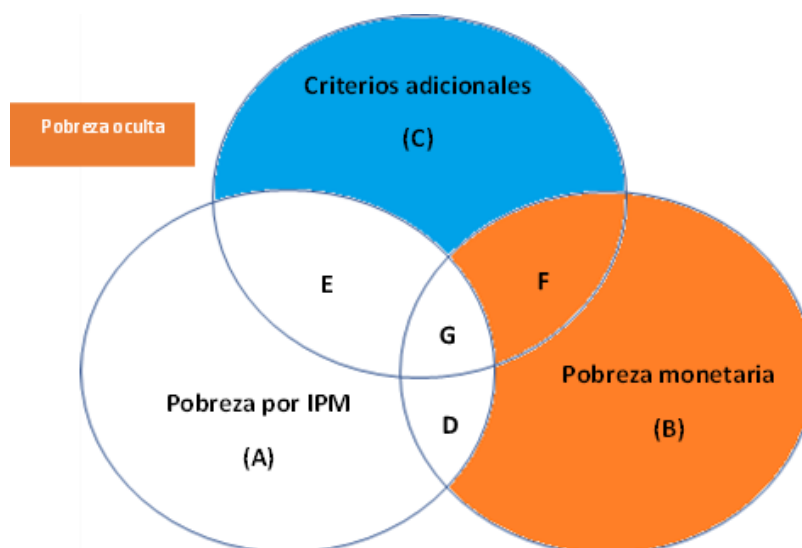 Criterios adicionales
(C)
Pobreza oculta
E
F
G
Pobreza por IPM
(A)
D
Pobreza monetaria
(B)